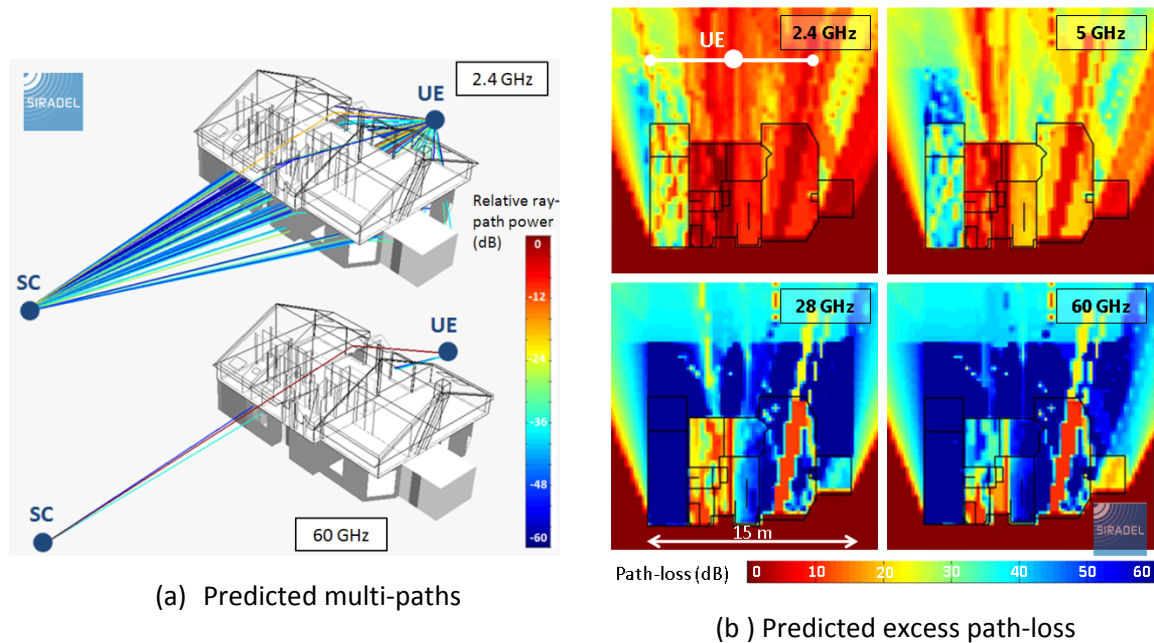 SIRADEL
2.4 GHz
UE
Relative ray-
path power
(dB)
0
-12
-24
-36
-48
-60
SC
UE
SC
60 GHz
(a) Predicted multi-paths
2.4 GHz
UE
5 GHz
28 GHz
60 GHz
15 m
SIRADEL
Path-loss (dB) 0 10 20 30 40 50 60
(b ) Predicted excess path-loss